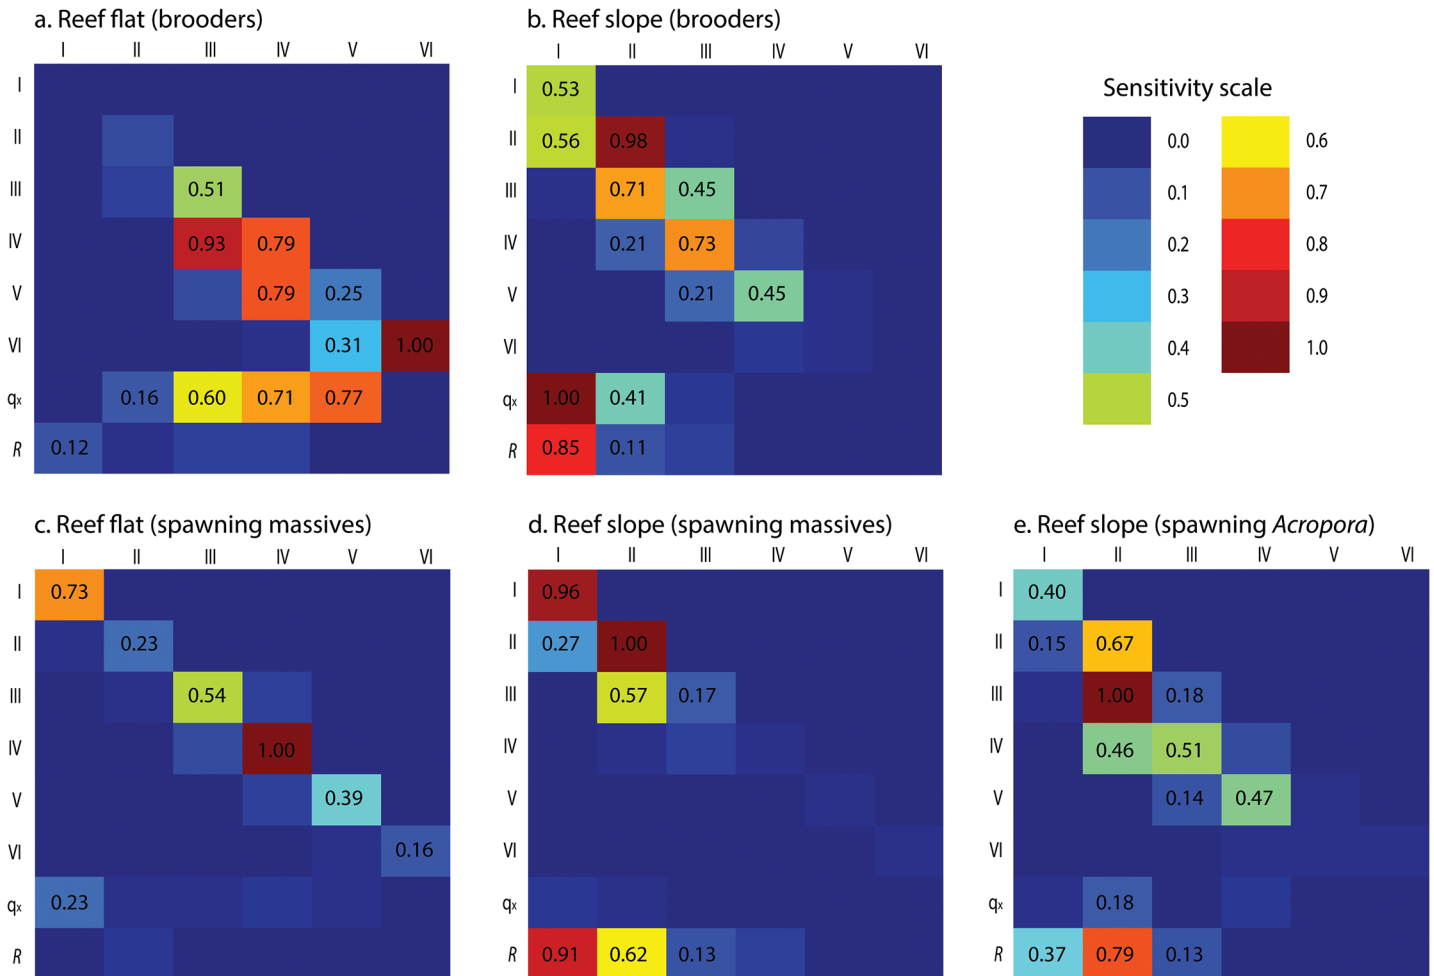 a. Reef flat (brooders)
I II III IV V VI
I
II
III 0.51
IV 0.93 0.79
V 0.79 0.25
VI 0.31 1.00
qx 0.16 0.60 0.71 0.77
R 0.12
b. Reef slope (brooders)
I II III IV V VI
I 0.53
II 0.56 0.98
III 0.71 0.45
IV 0.21 0.73
V 0.21 0.45
VI
qx 1.00 0.41
R 0.85 0.11
Sensitivity scale
0.0 0.6
0.1 0.7
0.2 0.8
0.3 0.9
0.4 1.0
0.5
c. Reef flat (spawning massives)
I II III IV V VI
I 0.73
II 0.23
III 0.54
IV 1.00
V 0.39
VI 0.16
qx 0.23
R
d. Reef slope (spawning massives)
I II III IV V VI
I 0.96
II 0.27 1.00
III 0.57 0.17
IV
V
VI
qx
R 0.91 0.62 0.13
e. Reef slope (spawning Acropora)
I II III IV V VI
I 0.40
II 0.15 0.67
III 1.00 0.18
IV 0.46 0.51
V 0.14 0.47
VI
qx 0.18
R 0.37 0.79 0.13